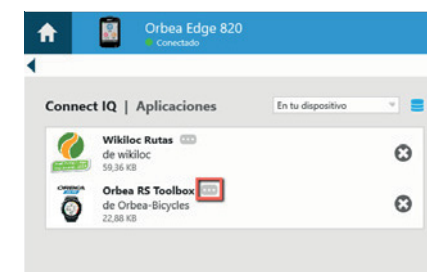 Orbea Edge 820
Conectado
Connect IQ | Aplicaciones
En tu dispositivo
Wikiloc Rutas
de wikiloc
59,36 KB
ORBEA
Orbea RS Toolbox
de Orbea-Bicycles
22,88 KB